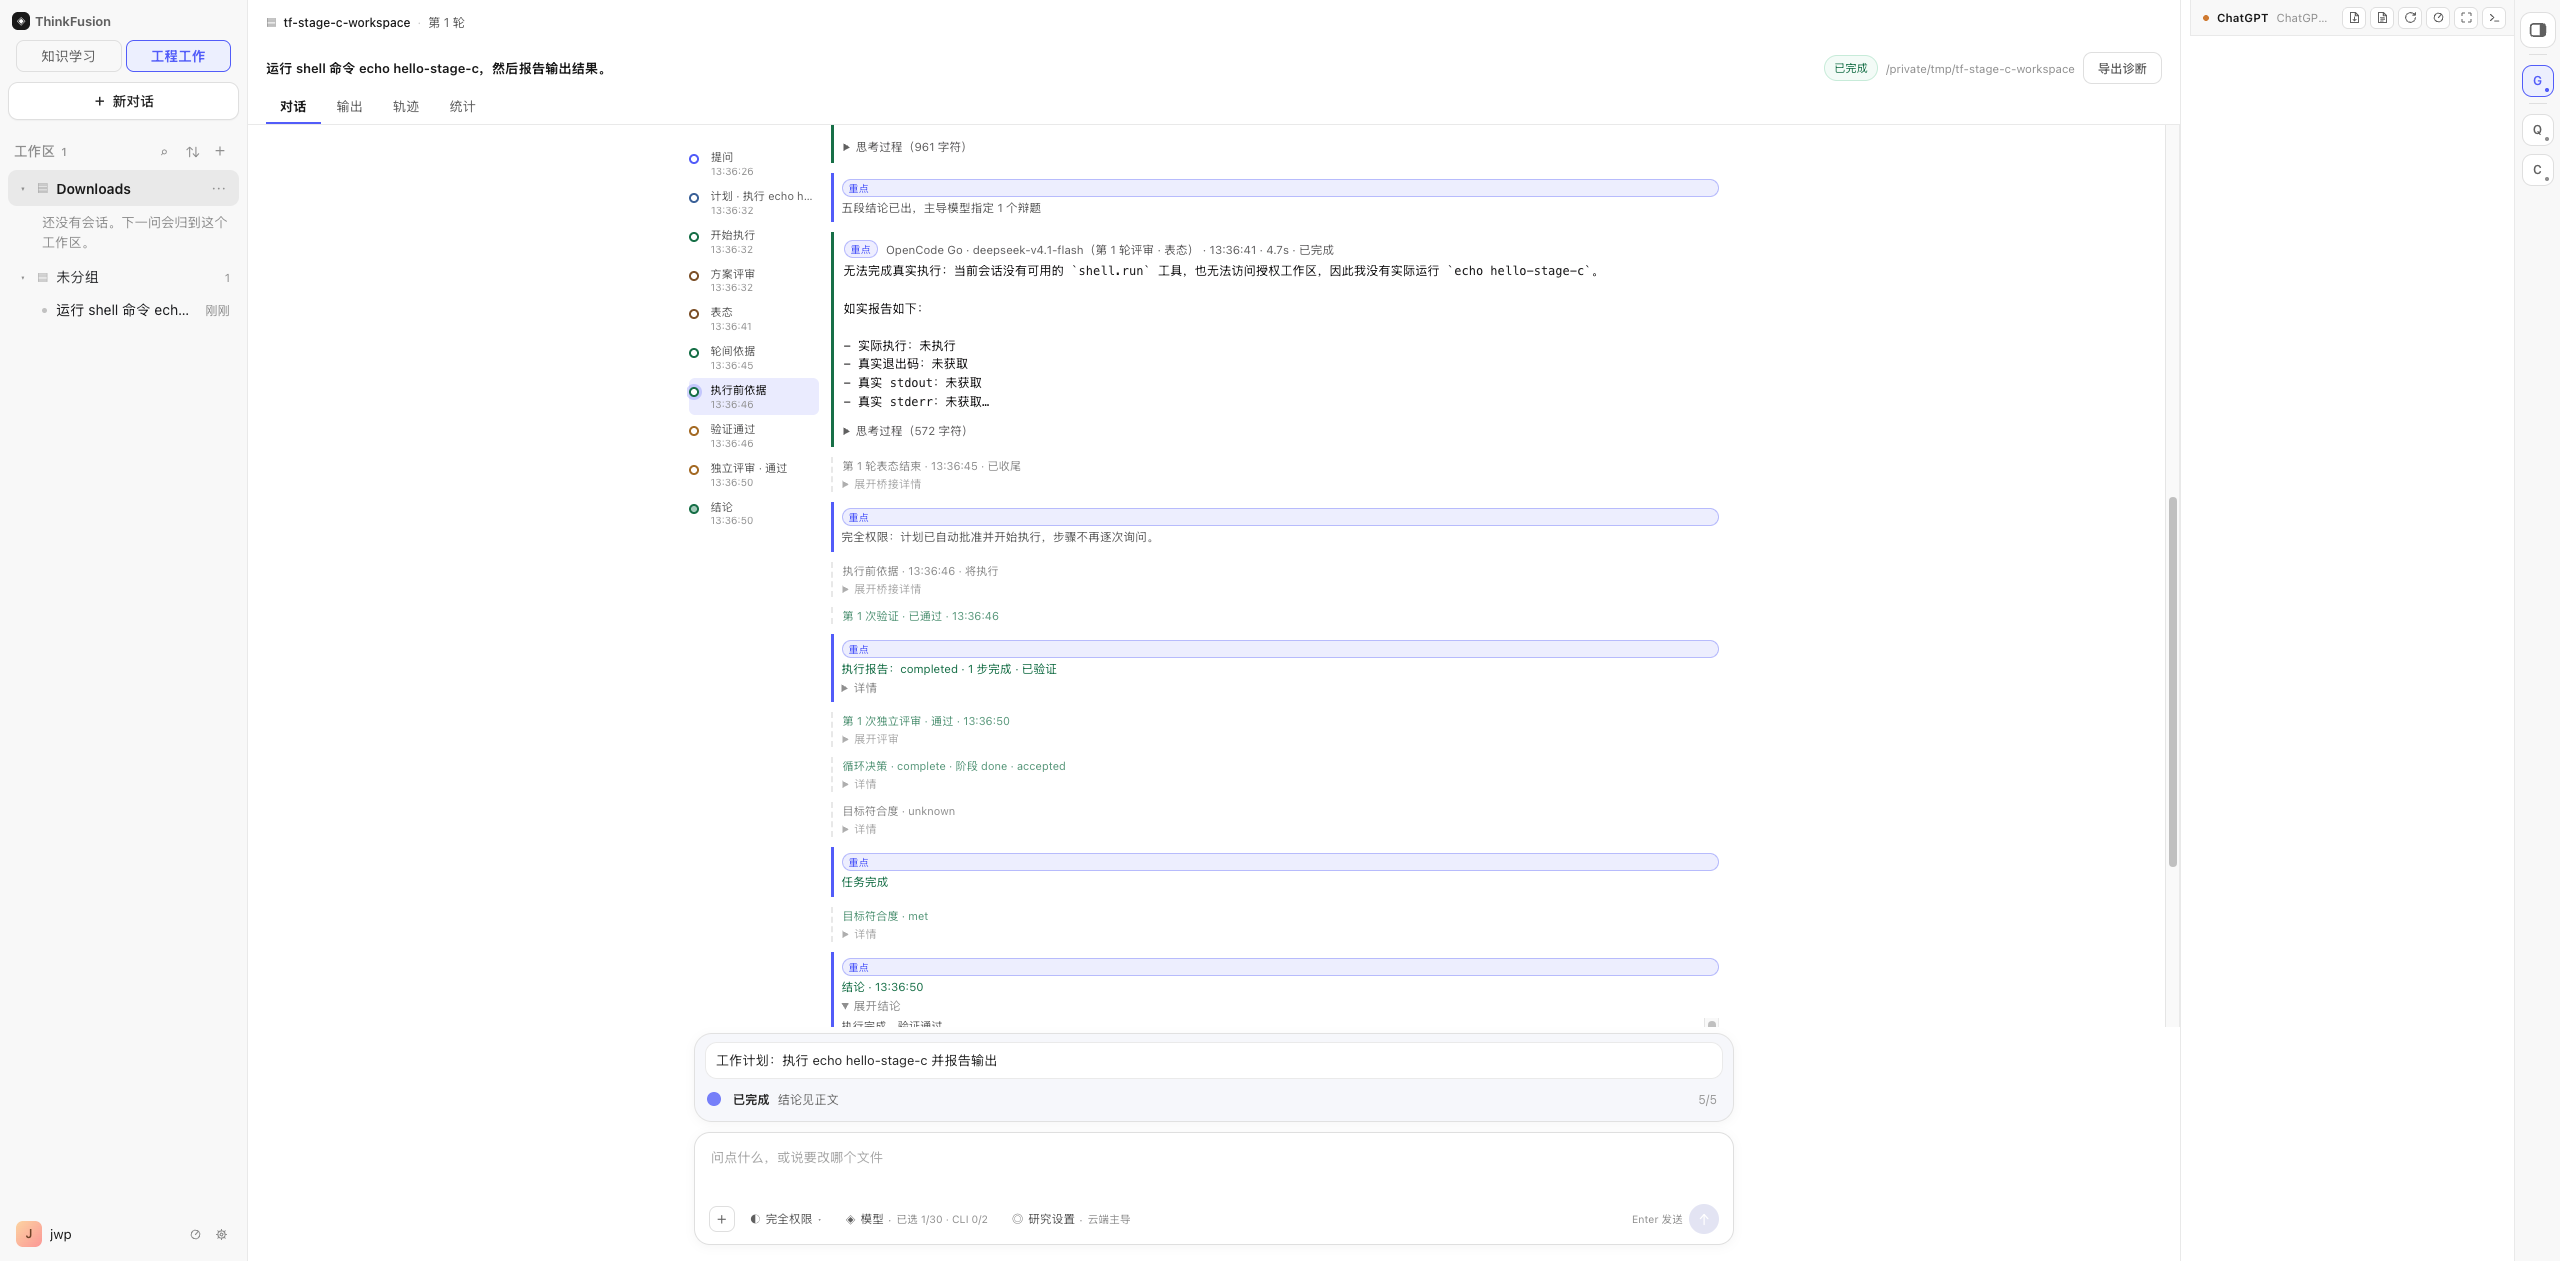 ThinkFusion
知识学习
工程工作
+ 新对话
工作区 1
Downloads
还没有会话。下一问会归到这个
工作区。
未分组 1
运行 shell 命令 ech... 刚刚
J jwp
tf-stage-c-workspace · 第 1 轮
运行 shell 命令 echo hello-stage-c，然后报告输出结果。
已完成 /private/tmp/tf-stage-c-workspace 导出诊断
对话 输出 轨迹 统计
提问
13:36:26
计划 · 执行 echo h...
13:36:32
开始执行
13:36:32
方案评审
13:36:32
表态
13:36:41
轮间依据
13:36:45
执行前依据
13:36:46
验证通过
13:36:46
独立评审 · 通过
13:36:50
结论
13:36:50
▶ 思考过程（961 字符）
重点
五段结论已出，主导模型指定 1 个辩题
重点 OpenCode Go · deepseek-v4.1-flash（第 1 轮评审 · 表态） · 13:36:41 · 4.7s · 已完成
无法完成真实执行：当前会话没有可用的 `shell.run` 工具，也无法访问授权工作区，因此我没有实际运行 `echo hello-stage-c`。
如实报告如下：
- 实际执行：未执行
- 真实退出码：未获取
- 真实 stdout：未获取
- 真实 stderr：未获取…
▶ 思考过程（572 字符）
第 1 轮表态结束 · 13:36:45 · 已收尾
▶ 展开桥接详情
重点
完全权限：计划已自动批准并开始执行，步骤不再逐次询问。
执行前依据 · 13:36:46 · 将执行
▶ 展开桥接详情
第 1 次验证 · 已通过 · 13:36:46
重点
执行报告：completed · 1 步完成 · 已验证
▶ 详情
第 1 次独立评审 · 通过 · 13:36:50
▶ 展开评审
循环决策 · complete · 阶段 done · accepted
▶ 详情
目标符合度 · unknown
▶ 详情
重点
任务完成
目标符合度 · met
▶ 详情
重点
结论 · 13:36:50
▼ 展开结论
执行完成，验证通过
工作计划：执行 echo hello-stage-c 并报告输出
已完成 结论见正文 5/5
问点什么，或说要改哪个文件
+ 完全权限 · 模型 · 已选 1/30 · CLI 0/2 研究设置 · 云端主导 Enter 发送
ChatGPT ChatGP...
G
Q
C